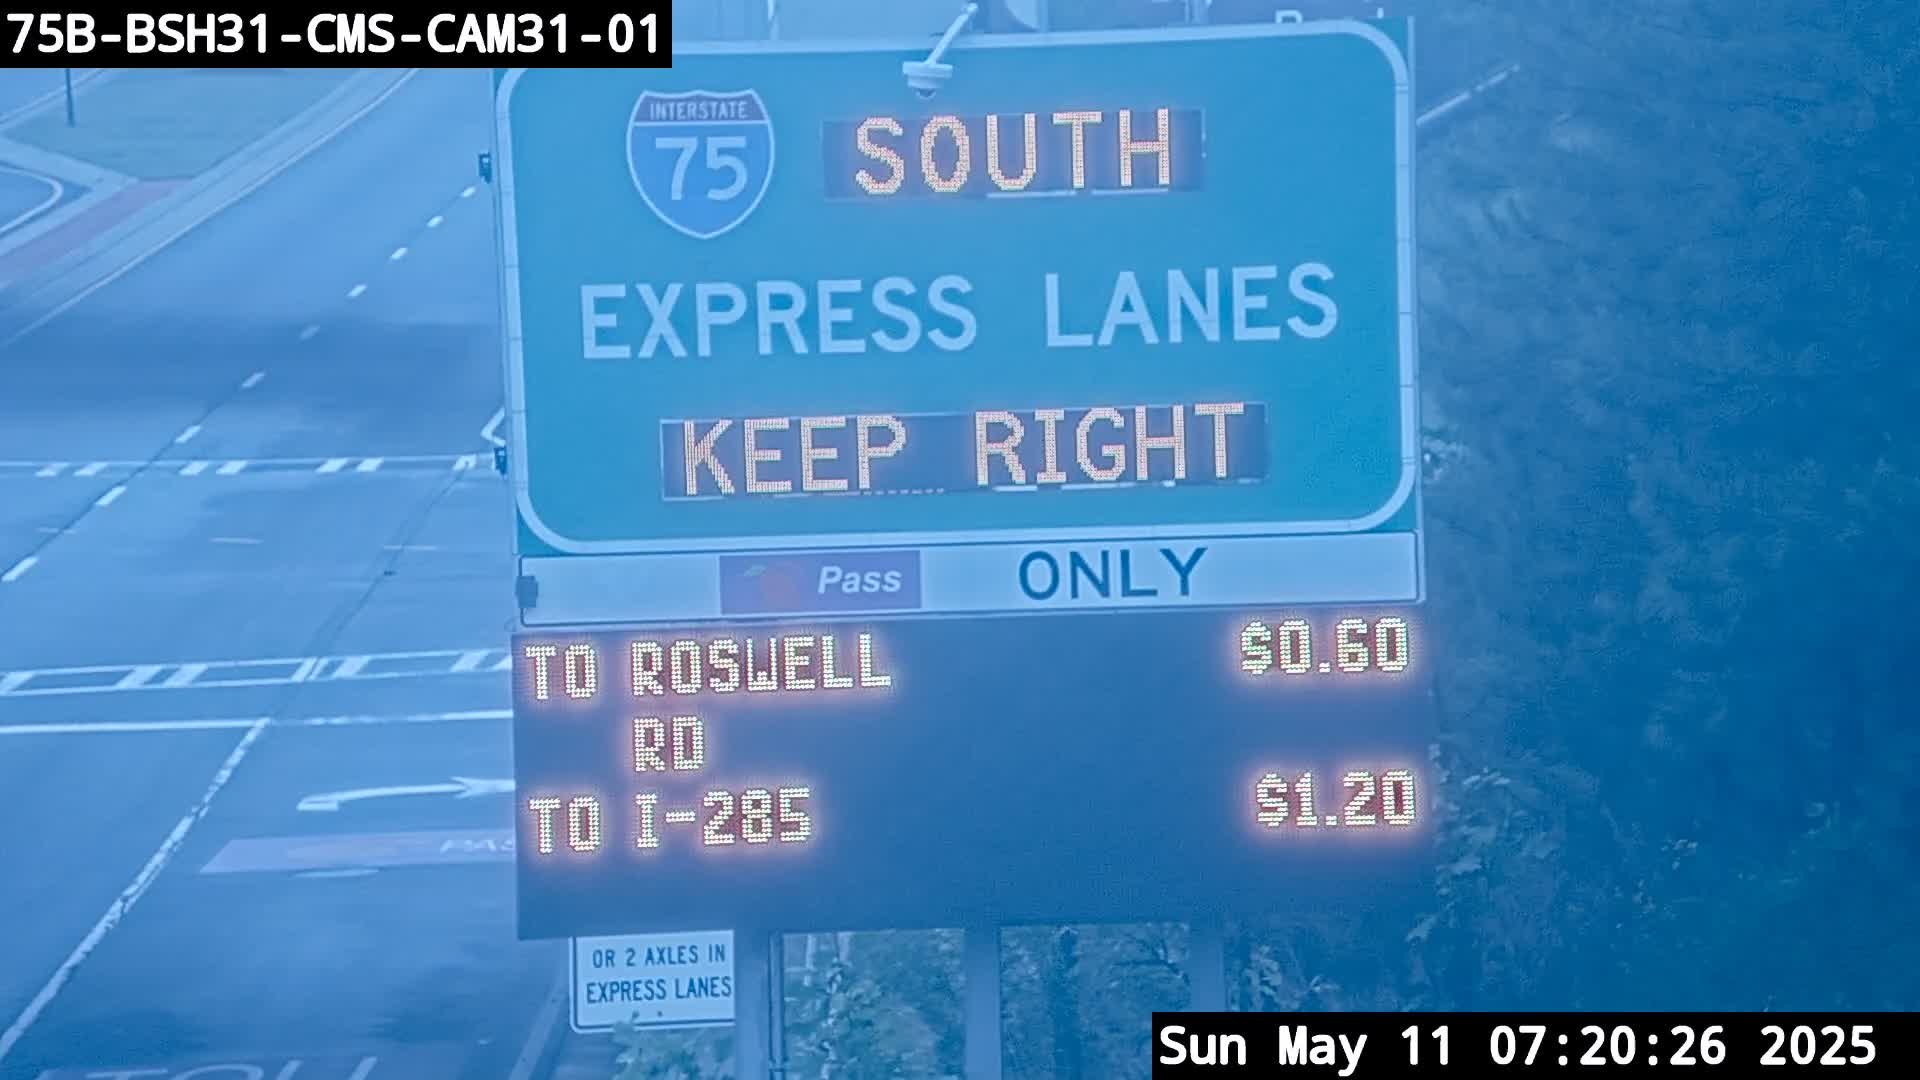 75B-BSH31-CMS-CAM31-01
INTERSTATE
75
SOUTH
EXPRESS LANES
KEEP RIGHT
Pass ONLY
TO ROSWELL $0.60
RD
TO I-285 $1.20
OR 2 AXLES IN
EXPRESS LANES
Sun May 11 07:20:26 2025